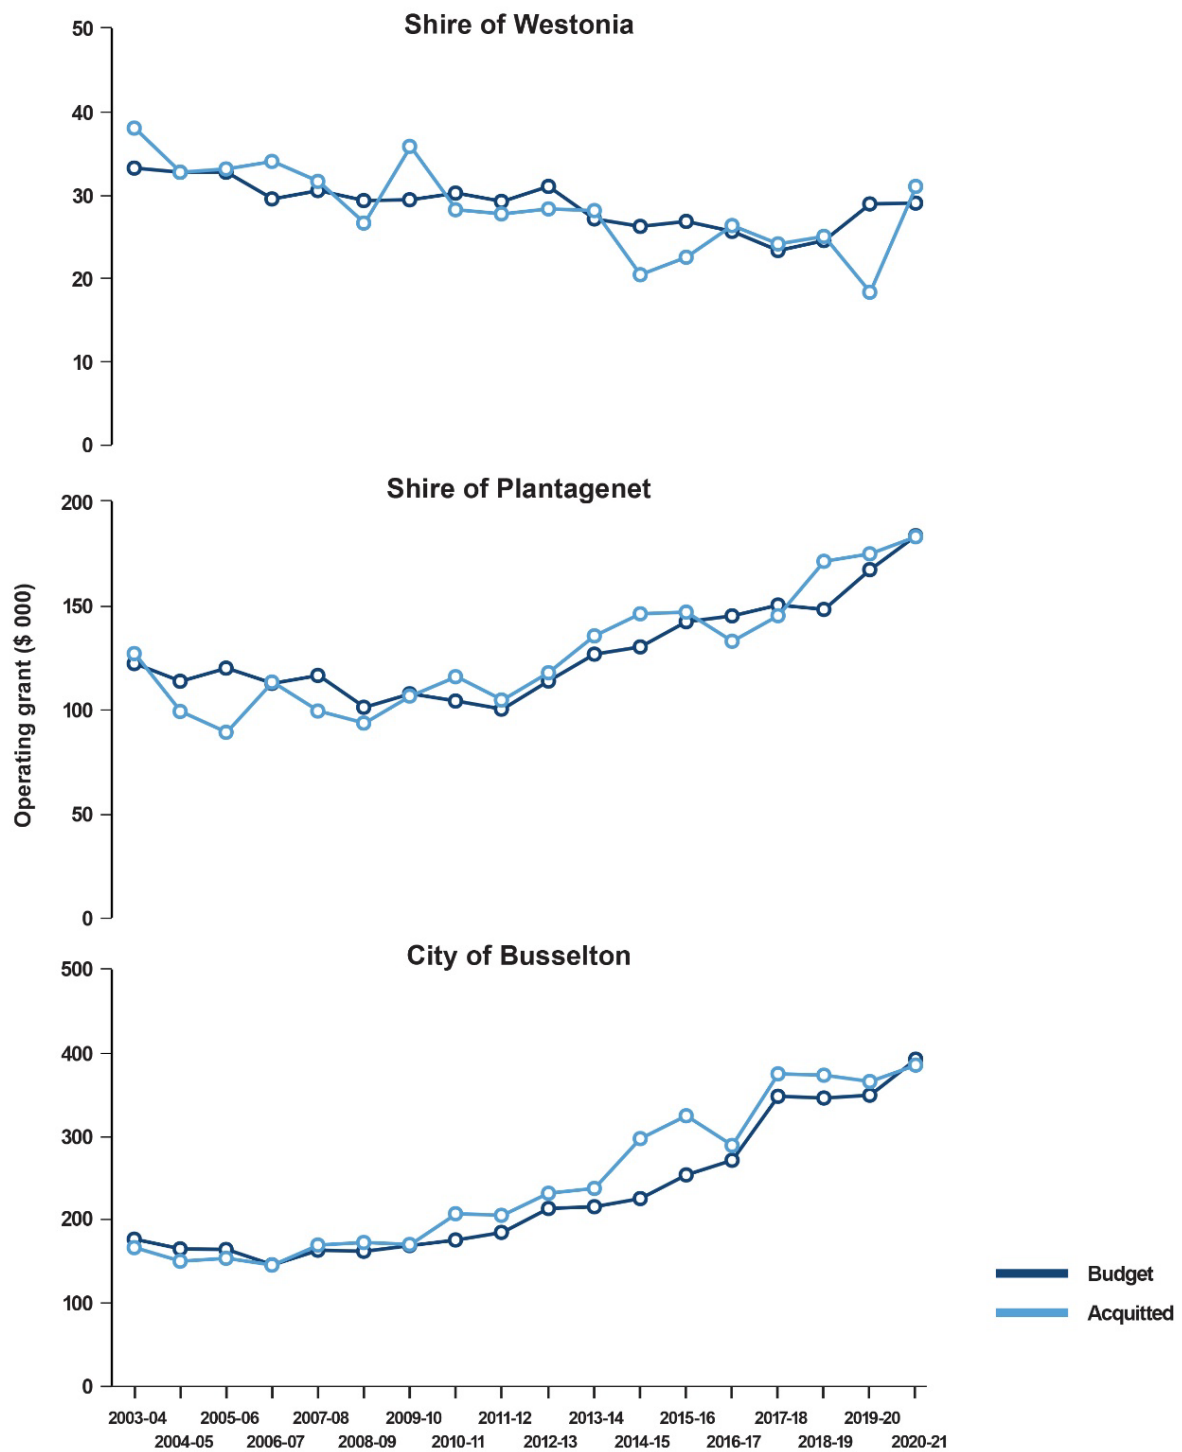 Shire of Westonia
50
40
30
20
10
0
Shire of Plantagenet
200
150
100
50
0
Operating grant ($ 000)
City of Busselton
500
400
300
200
100
0
Budget
Acquitted
2003-04 2005-06 2007-08 2009-10 2011-12 2013-14 2015-16 2017-18 2019-20
2004-05 2006-07 2008-09 2010-11 2012-13 2014-15 2016-17 2018-19 2020-21